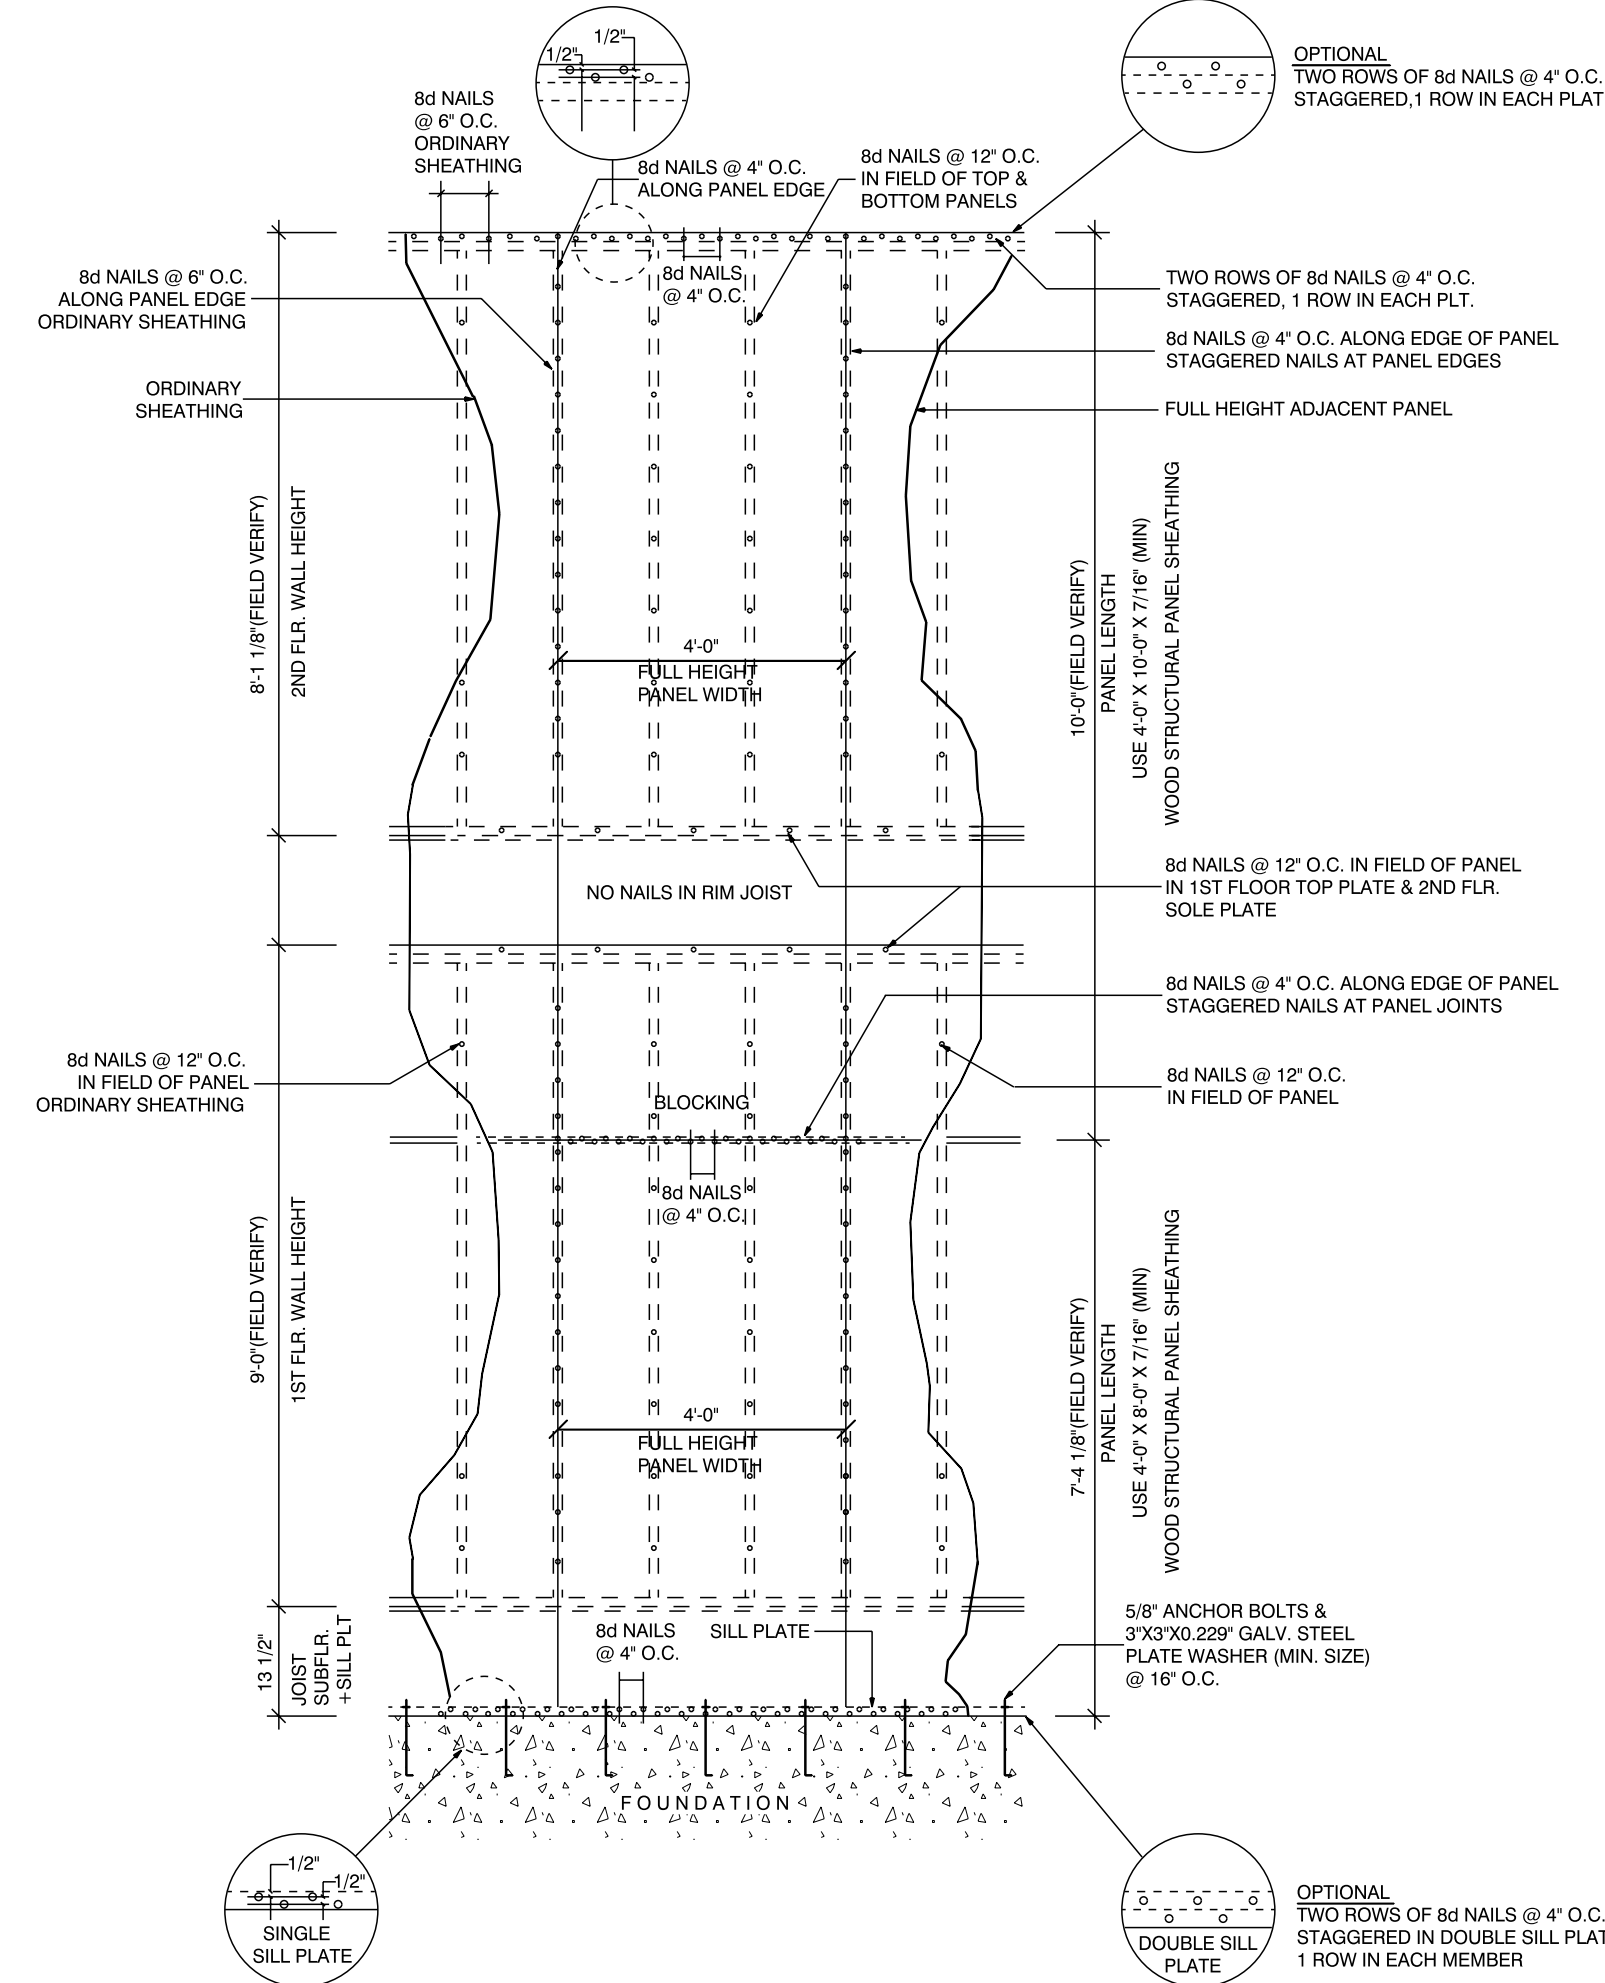 1/2"
1/2"
OPTIONAL
TWO ROWS OF 8d NAILS @ 4" O.C.
STAGGERED,1 ROW IN EACH PLAT
8d NAILS
@ 6" O.C.
ORDINARY
SHEATHING
8d NAILS @ 4" O.C.
ALONG PANEL EDGE
8d NAILS @ 12" O.C.
IN FIELD OF TOP &
BOTTOM PANELS
8d NAILS
@ 4" O.C.
8d NAILS @ 6" O.C.
ALONG PANEL EDGE
ORDINARY SHEATHING
TWO ROWS OF 8d NAILS @ 4" O.C.
STAGGERED, 1 ROW IN EACH PLT.
8d NAILS @ 4" O.C. ALONG EDGE OF PANEL
STAGGERED NAILS AT PANEL EDGES
ORDINARY
SHEATHING
FULL HEIGHT ADJACENT PANEL
8'-1 1/8"(FIELD VERIFY)
2ND FLR. WALL HEIGHT
4'-0"
FULL HEIGHT
PANEL WIDTH
10'-0"(FIELD VERIFY)
PANEL LENGTH
USE 4'-0" X 10'-0" X 7/16" (MIN)
WOOD STRUCTURAL PANEL SHEATHING
NO NAILS IN RIM JOIST
8d NAILS @ 12" O.C. IN FIELD OF PANEL
IN 1ST FLOOR TOP PLATE & 2ND FLR.
SOLE PLATE
8d NAILS @ 4" O.C. ALONG EDGE OF PANEL
STAGGERED NAILS AT PANEL JOINTS
8d NAILS @ 12" O.C.
IN FIELD OF PANEL
ORDINARY SHEATHING
8d NAILS @ 12" O.C.
IN FIELD OF PANEL
BLOCKING
8d NAILS
@ 4" O.C.
9'-0"(FIELD VERIFY)
1ST FLR. WALL HEIGHT
4'-0"
FULL HEIGHT
PANEL WIDTH
7'-4 1/8"(FIELD VERIFY)
PANEL LENGTH
USE 4'-0" X 8'-0" X 7/16" (MIN)
WOOD STRUCTURAL PANEL SHEATHING
13 1/2"
JOIST
SUBFLR.
+SILL PLT
8d NAILS
@ 4" O.C.
SILL PLATE
5/8" ANCHOR BOLTS &
3"X3"X0.229" GALV. STEEL
PLATE WASHER (MIN. SIZE)
@ 16" O.C.
FOUNDATION
1/2"
1/2"
SINGLE
SILL PLATE
DOUBLE SILL
PLATE
OPTIONAL
TWO ROWS OF 8d NAILS @ 4" O.C.
STAGGERED IN DOUBLE SILL PLAT
1 ROW IN EACH MEMBER